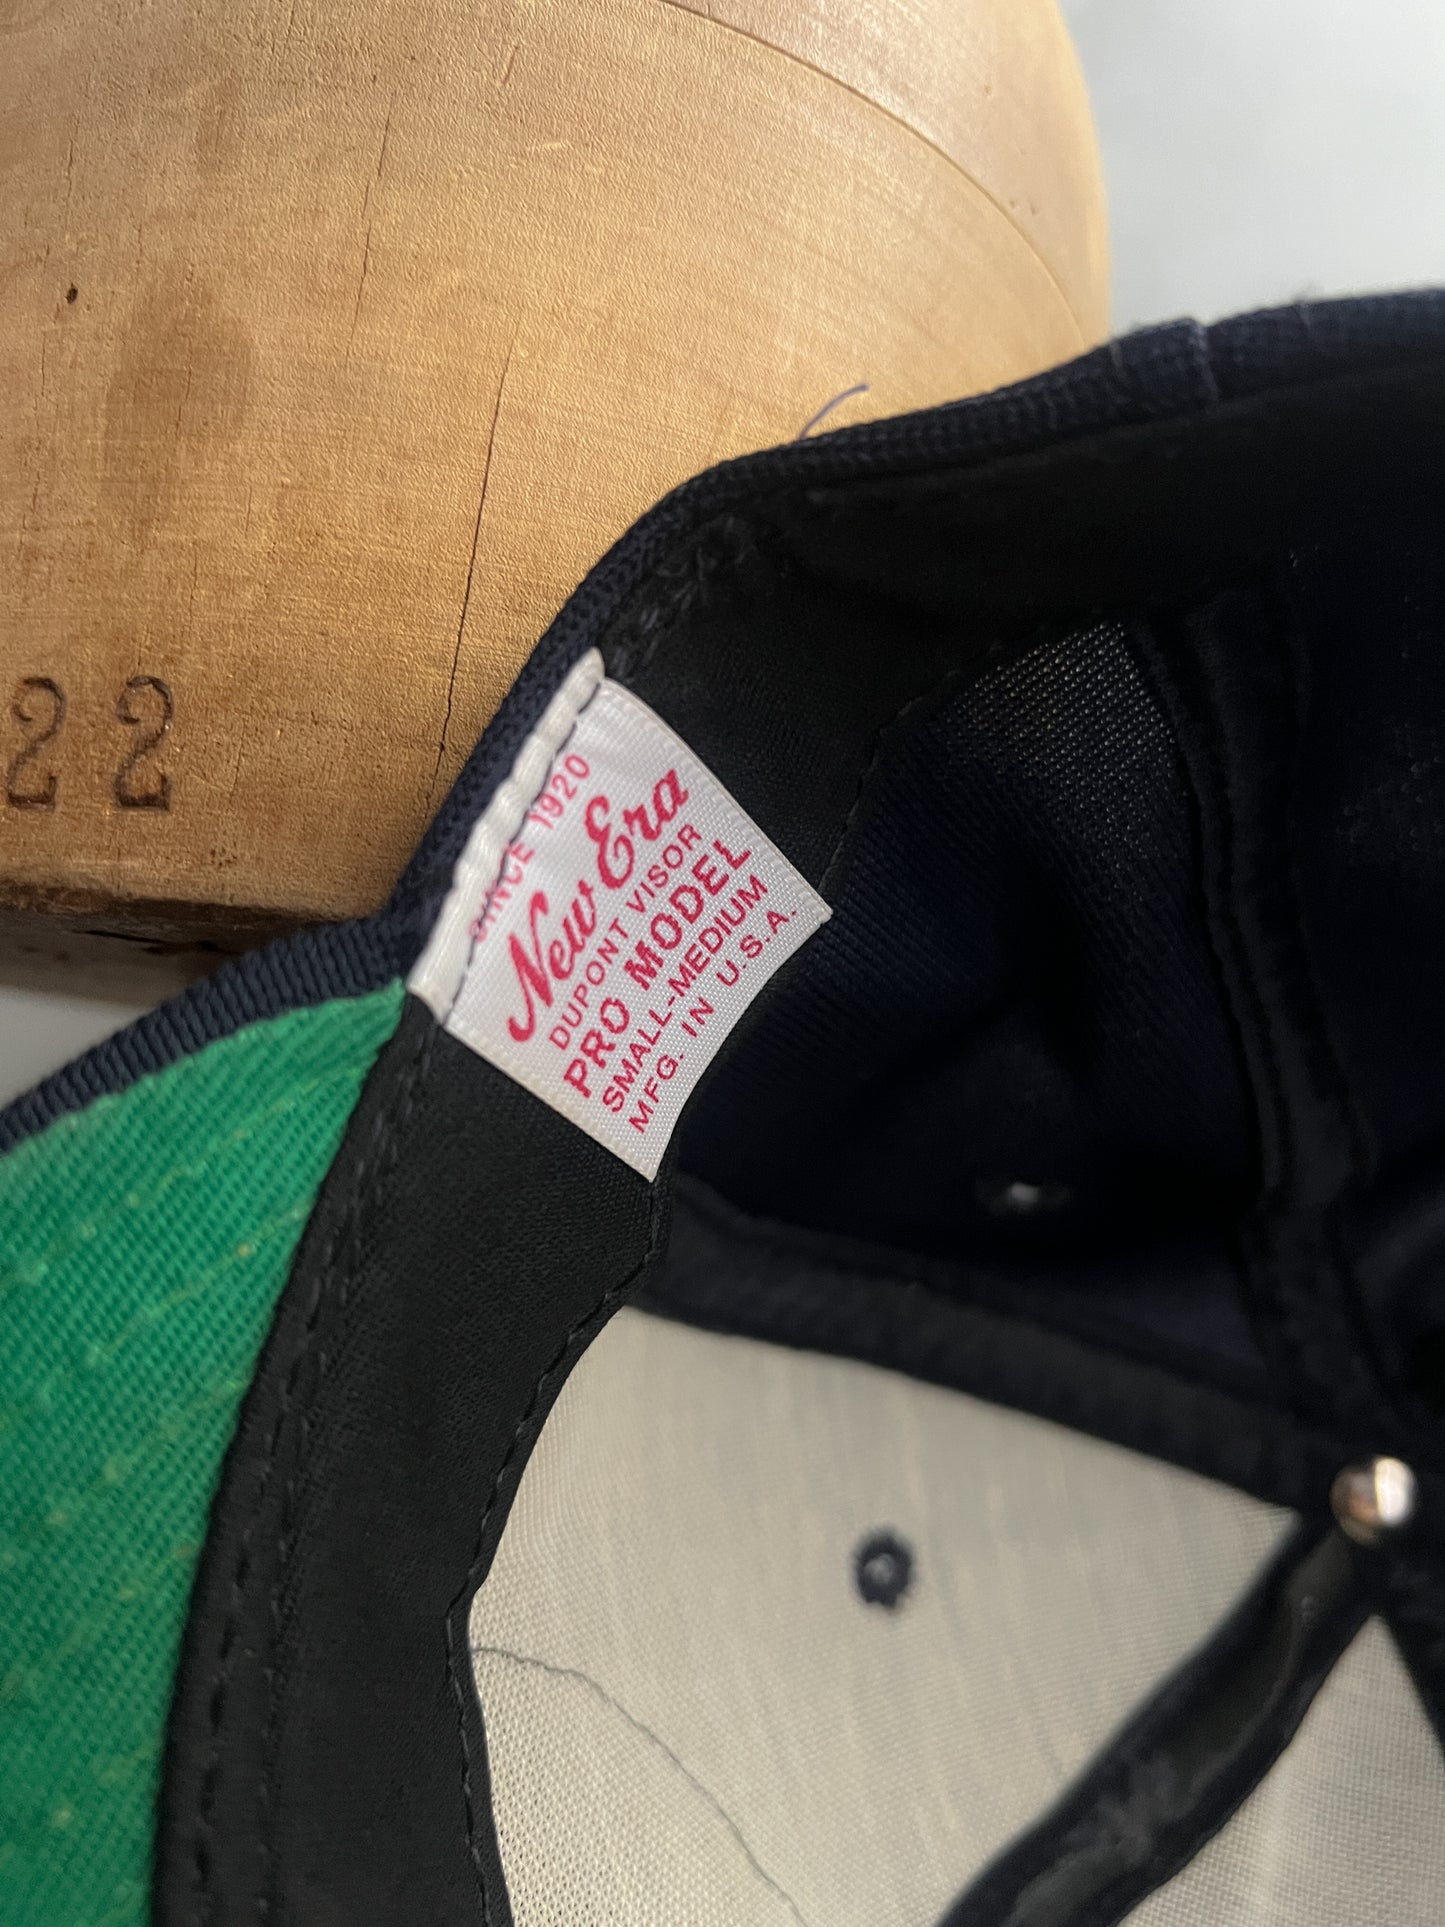 22
SINCE 1920
New Era
DUPONT VISOR
PRO MODEL
SMALL-MEDIUM
MFG. IN U.S.A.